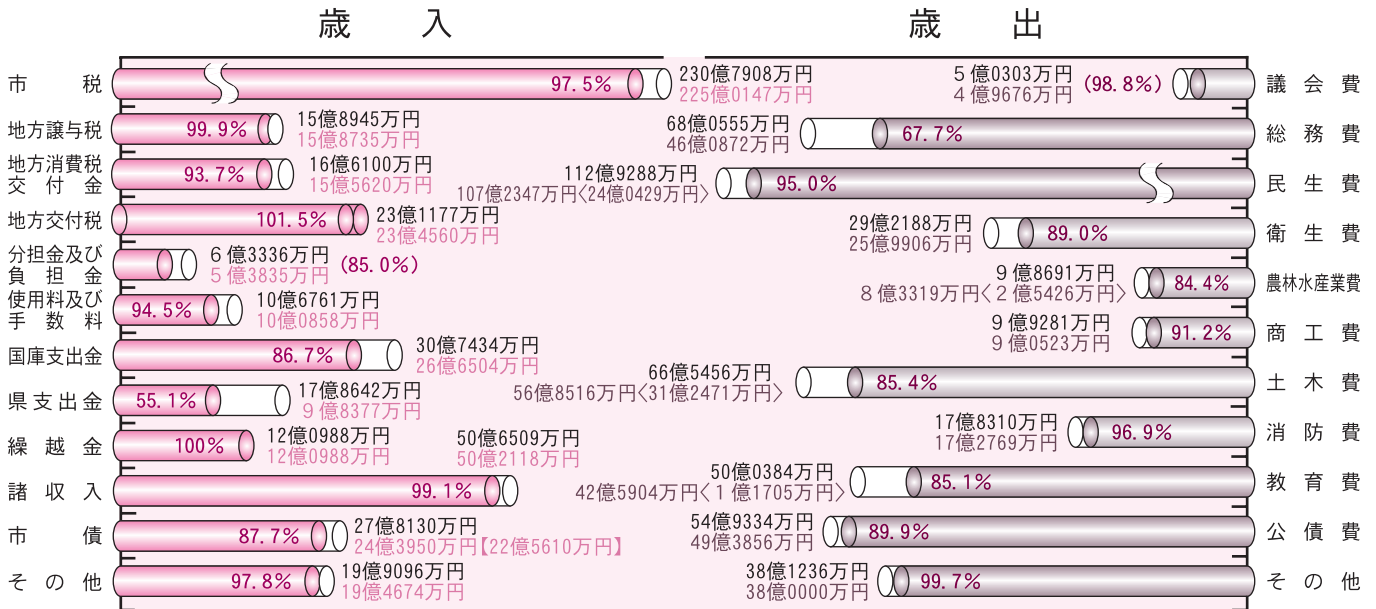 歳入
市税
97.5%
230億7908万円
225億0147万円
地方譲与税
99.9%
15億8945万円
15億8735万円
地方消費税
交付金
93.7%
16億6100万円
15億5620万円
地方交付税
101.5%
23億1177万円
23億4560万円
分担金及び
負担金
6億3336万円
5億3835万円
(85.0%)
使用料及び
手数料
94.5%
10億6761万円
10億0858万円
国庫支出金
86.7%
30億7434万円
26億6504万円
県支出金
55.1%
17億8642万円
9億8377万円
繰越金
100%
12億0988万円
12億0988万円
諸収入
99.1%
50億6509万円
50億2118万円
市債
87.7%
27億8130万円
24億3950万円【22億5610万円】
その他
97.8%
19億9096万円
19億4674万円
歳出
5億0303万円
4億9676万円
(98.8%)
議会費
68億0555万円
46億0872万円
67.7%
総務費
112億9288万円
107億2347万円〈24億0429万円〉
95.0%
民生費
29億2188万円
25億9906万円
89.0%
衛生費
9億8691万円
8億3319万円〈2億5426万円〉
84.4%
農林水産業費
9億9281万円
9億0523万円
91.2%
商工費
66億5456万円
56億8516万円〈31億2471万円〉
85.4%
土木費
17億8310万円
17億2769万円
96.9%
消防費
50億0384万円
42億5904万円〈1億1705万円〉
85.1%
教育費
54億9334万円
49億3856万円
89.9%
公債費
38億1236万円
38億0000万円
99.7%
その他